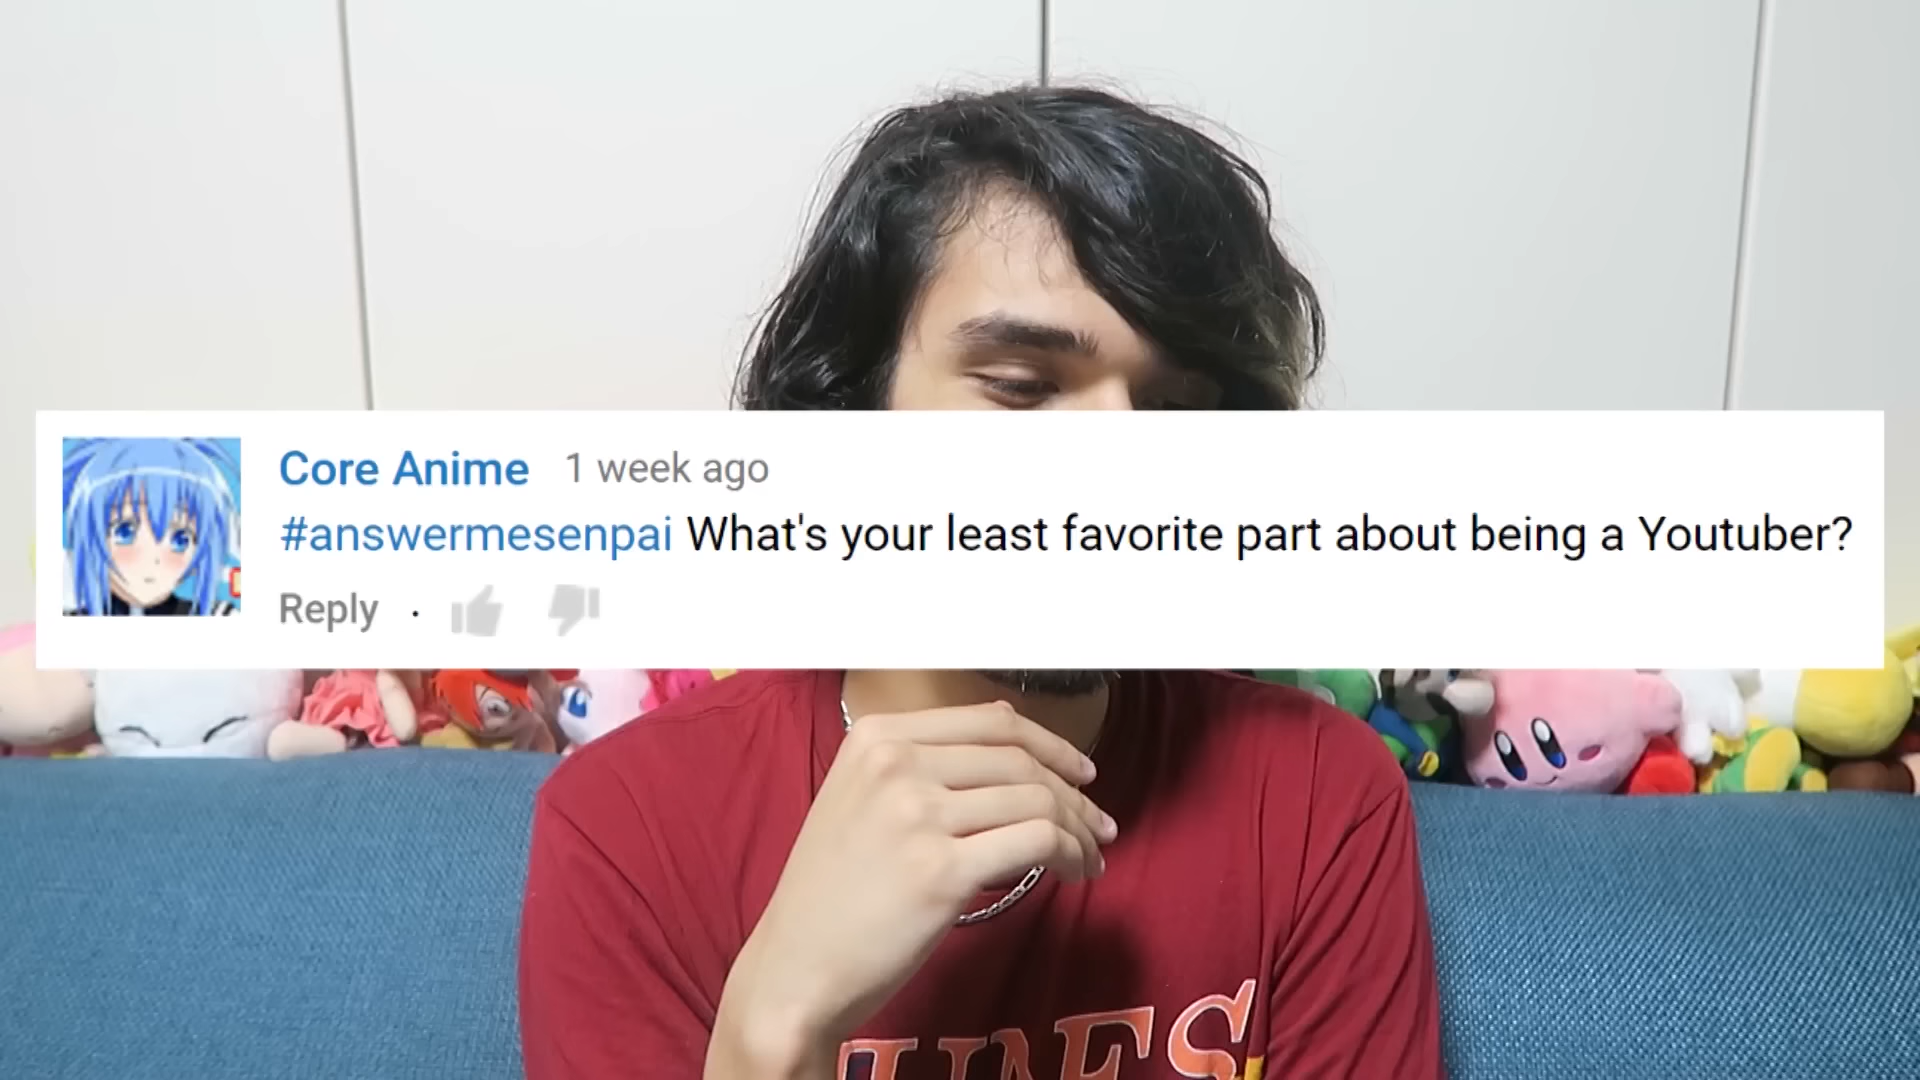 Core Anime 1 week ago
#answermesenpai What's your least favorite part about being a Youtuber?
Reply ·